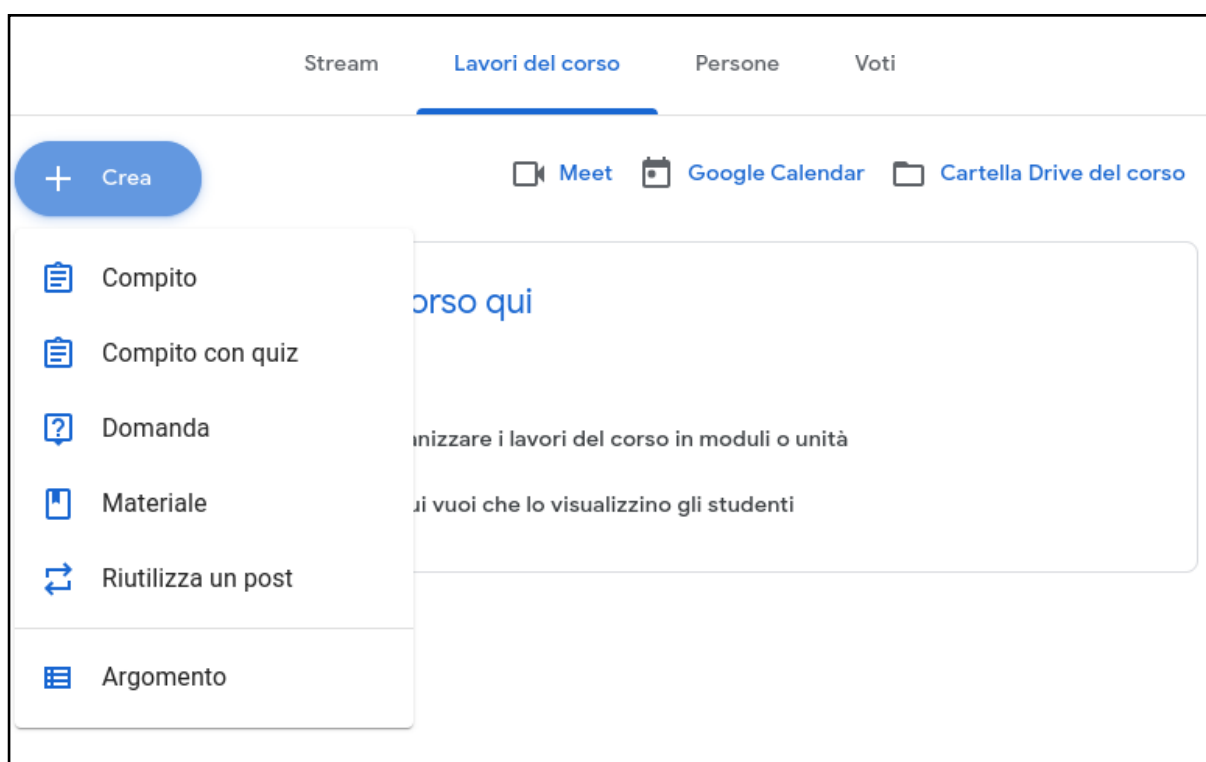 Stream Lavori del corso Persone Voti
+ Crea
Meet Google Calendar Cartella Drive del corso
Compito
Compito con quiz
Domanda
Materiale
Riutilizza un post
Argomento
orso qui
anizzare i lavori del corso in moduli o unità
ui vuoi che lo visualizzino gli studenti